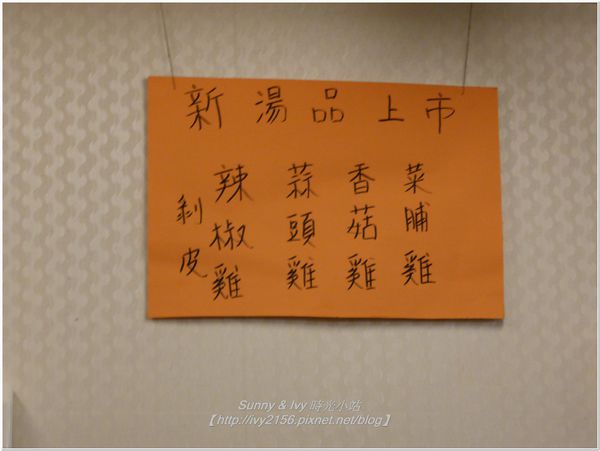 新湯品上市
菜脯雞
香菇雞
蒜頭雞
剝皮辣椒雞
Sunny & Ivy 時光小站
【http://ivy2156.pixnet.net/blog】